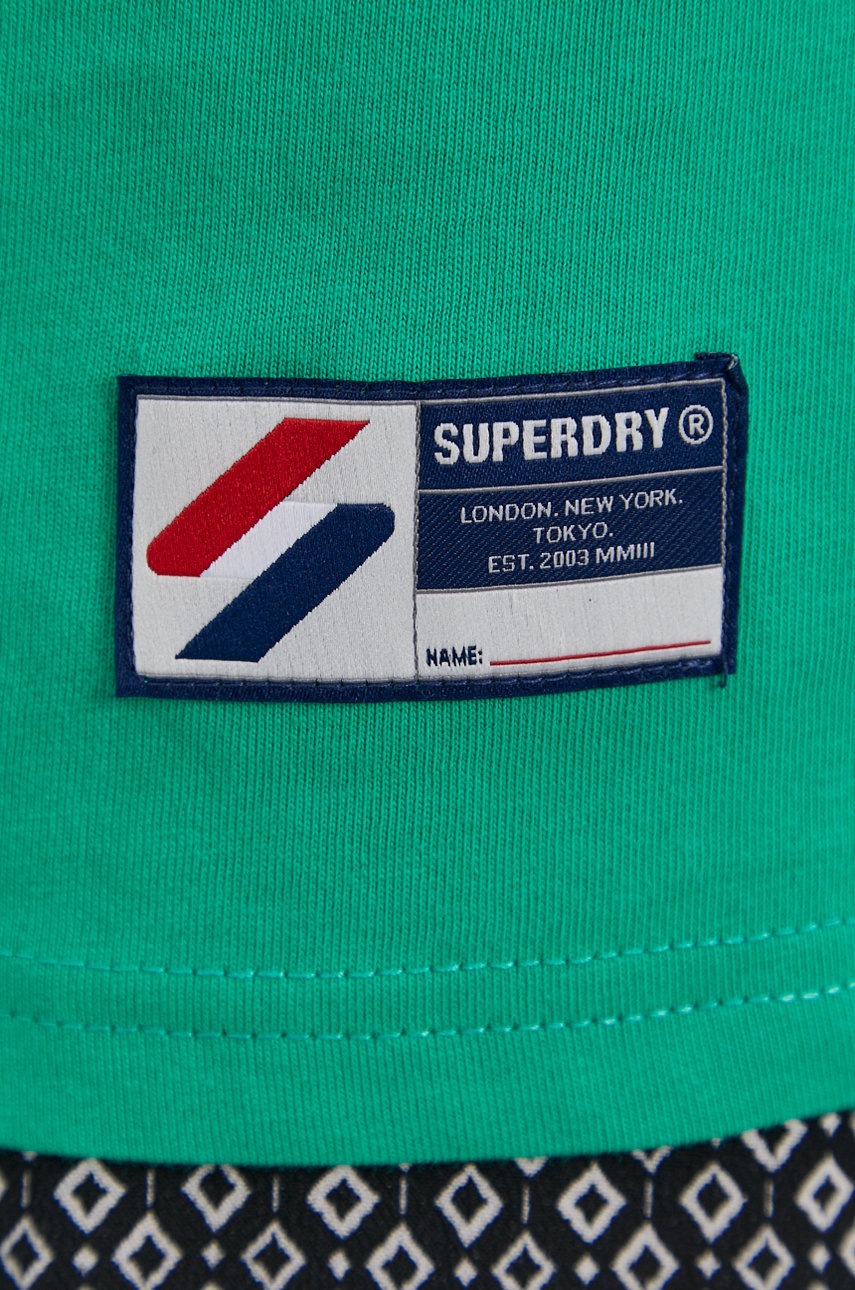 SUPERDRY®
LONDON. NEW YORK.
TOKYO.
EST. 2003 MMIII
NAME: